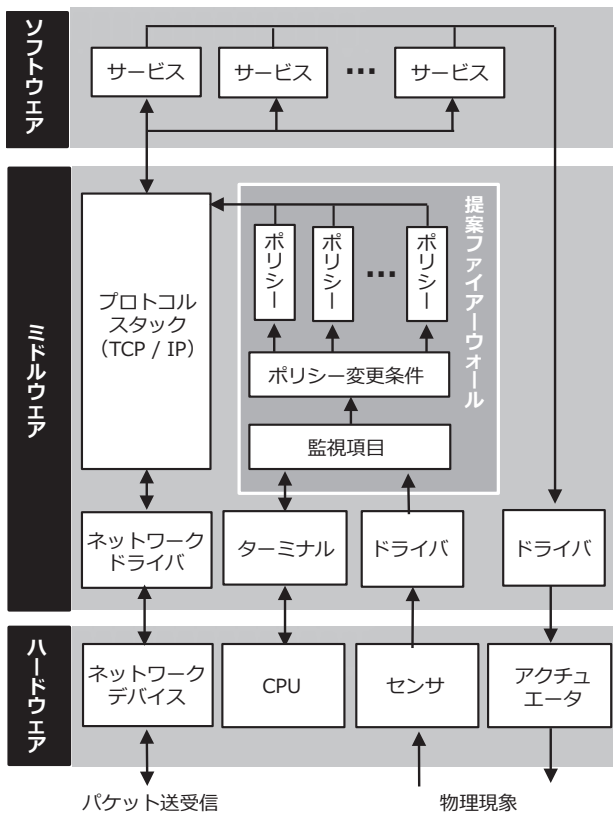 ソフトウェア
サービス
サービス
...
サービス
ミドルウェア
プロトコル
スタック
(TCP / IP)
提案ファイアーウォール
ポリシー
ポリシー
...
ポリシー
ポリシー変更条件
監視項目
ネットワーク
ドライバ
ターミナル
ドライバ
ドライバ
ハードウェア
ネットワーク
デバイス
CPU
センサ
アクチュ
エータ
パケット送受信
物理現象